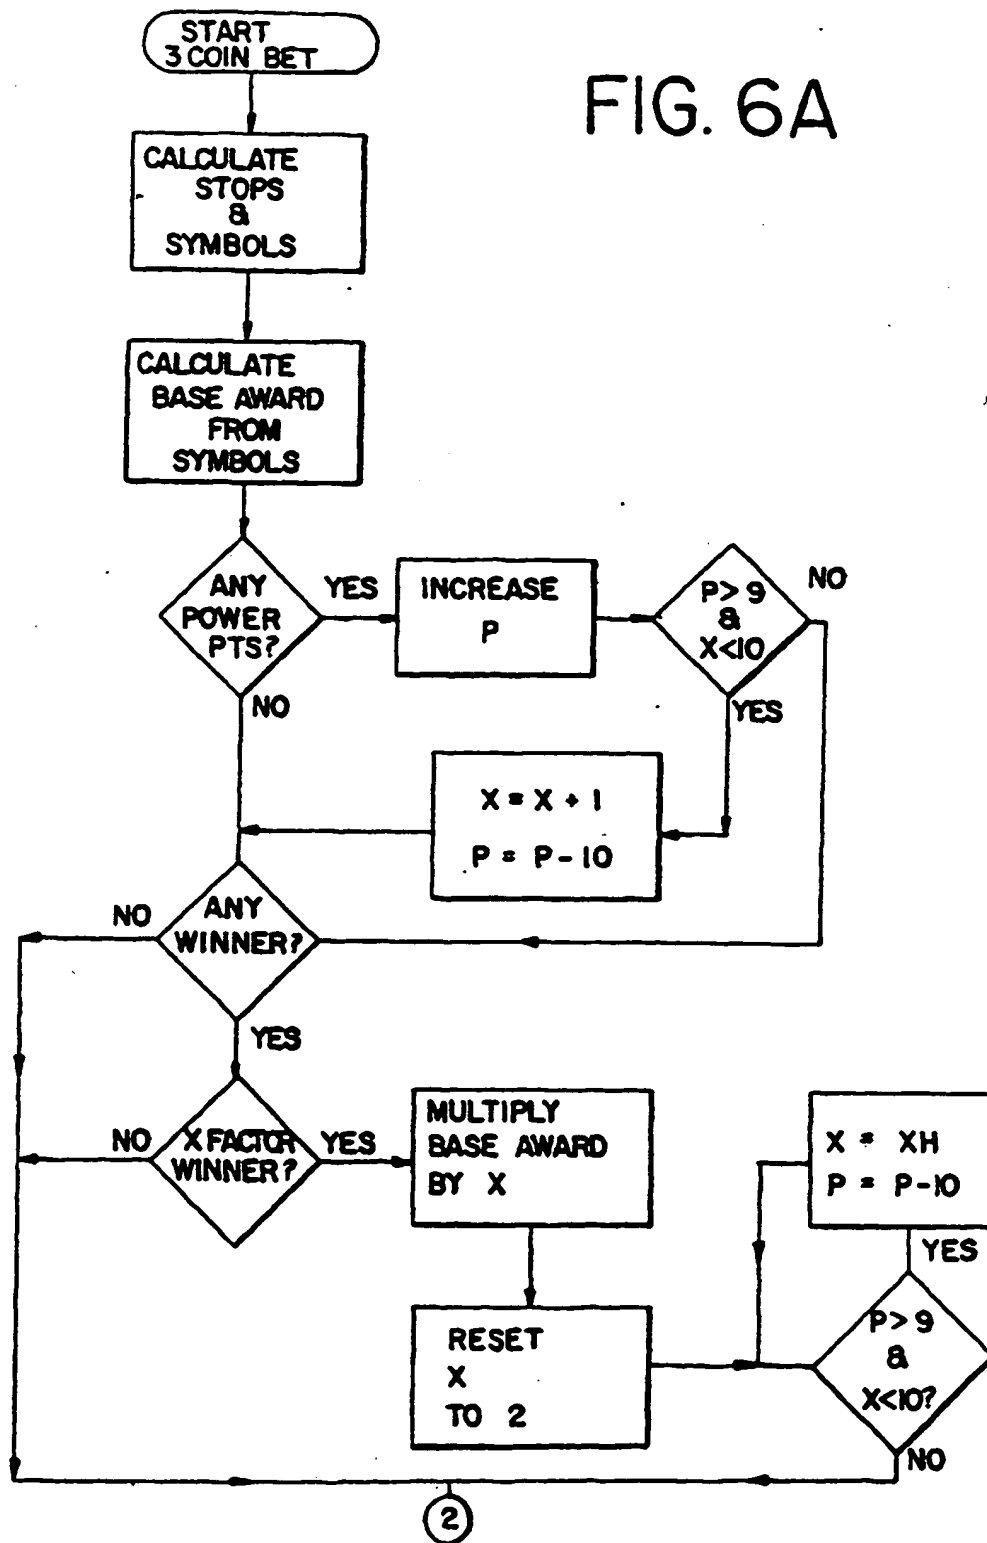 START
3 COIN BET
FIG. 6A
CALCULATE
STOPS
&
SYMBOLS
CALCULATE
BASE AWARD
FROM
SYMBOLS
ANY
POWER
PTS?
YES
INCREASE
P
P > 9
&
X<10
NO
NO
YES
X = X + 1
P = P - 10
NO
ANY
WINNER?
YES
NO
X FACTOR
WINNER?
YES
MULTIPLY
BASE AWARD
BY X
X = XH
P = P-10
YES
RESET
X
TO 2
P > 9
&
X<10?
NO
2